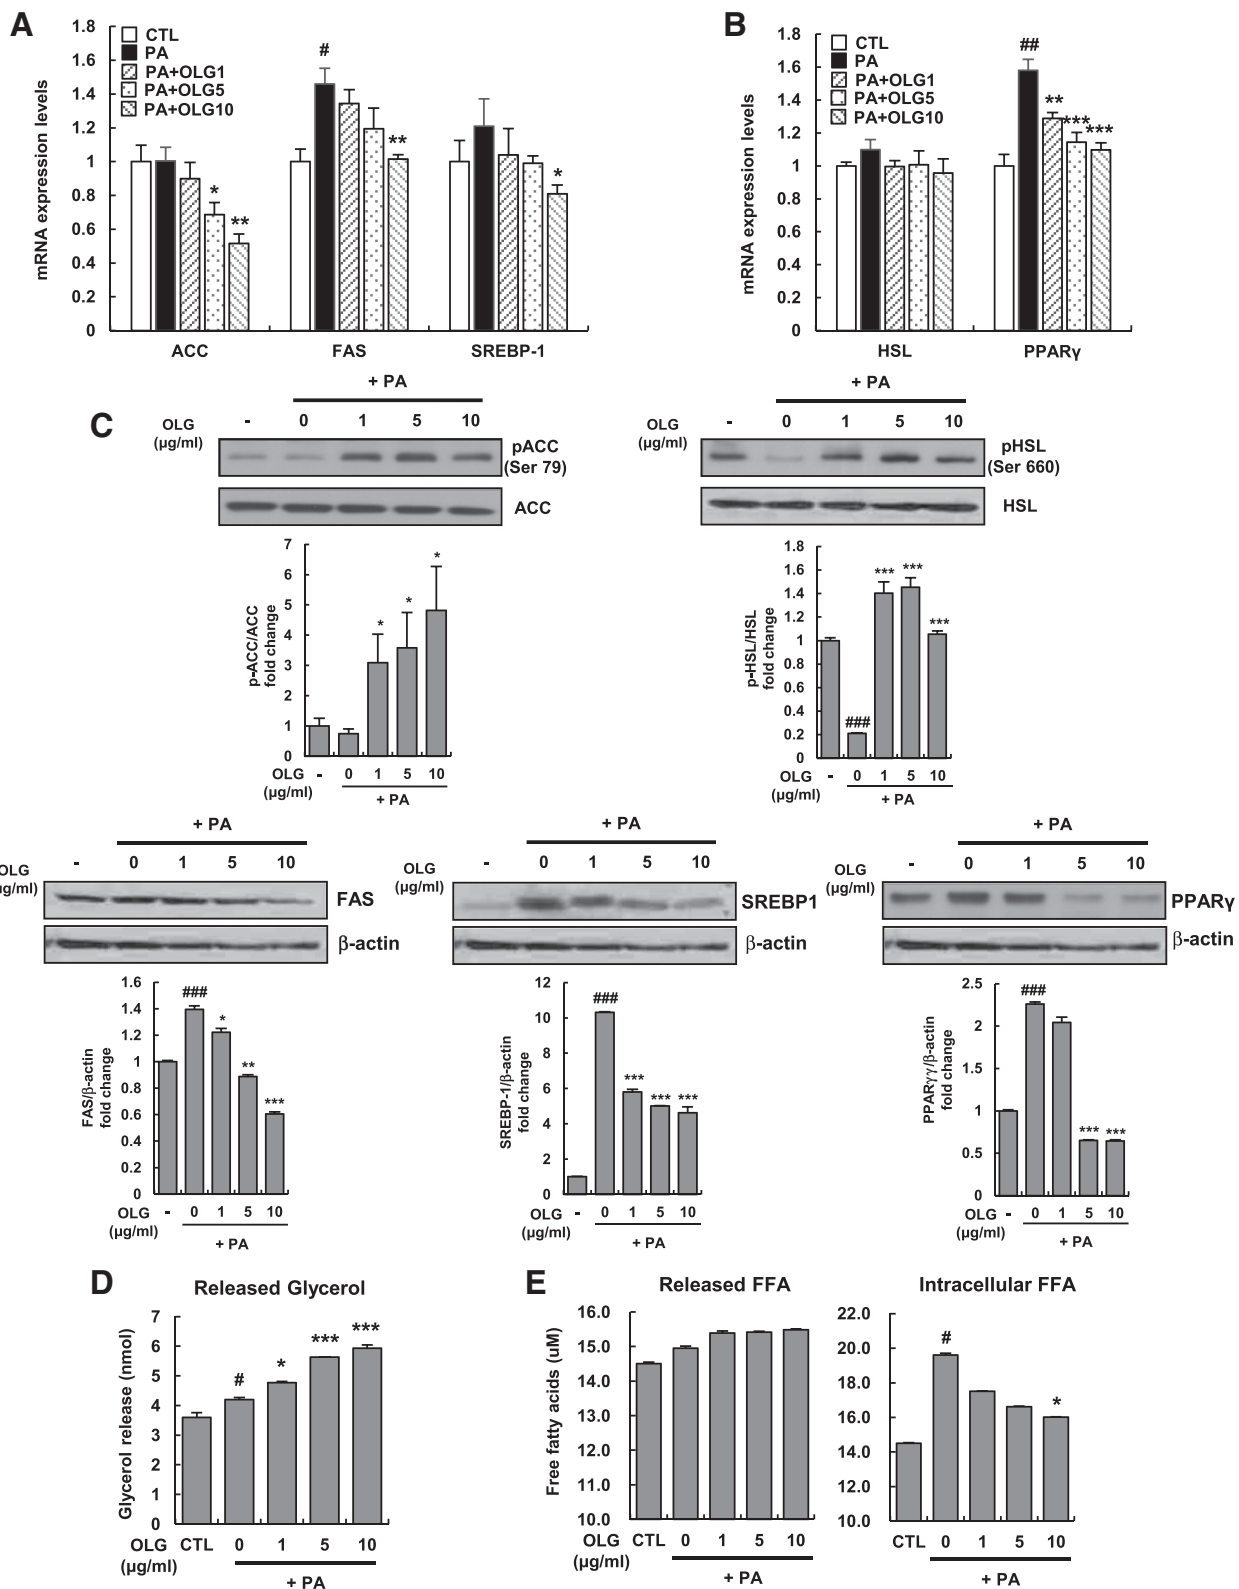 A
1.8
1.6
1.4
1.2
1
0.8
0.6
0.4
0.2
0
mRNA expression levels
CTL
PA
PA+OLG1
PA+OLG5
PA+OLG10
#
*
**
**
*
ACC FAS SREBP-1
B
1.8
1.6
1.4
1.2
1
0.8
0.6
0.4
0.2
0
mRNA expression levels
CTL
PA
PA+OLG1
PA+OLG5
PA+OLG10
##
**
***
***
HSL PPARγ
C
+ PA
OLG - 0 1 5 10
(µg/ml)
pACC
(Ser 79)
ACC
7
6
5
4
3
2
1
0
p-ACC/ACC
fold change
* * *
OLG - 0 1 5 10
(µg/ml)
+ PA
+ PA
OLG - 0 1 5 10
(µg/ml)
pHSL
(Ser 660)
HSL
1.8
1.6
1.4
1.2
1
0.8
0.6
0.4
0.2
0
p-HSL/HSL
fold change
### *** *** ***
OLG - 0 1 5 10
(µg/ml)
+ PA
+ PA
OLG - 0 1 5 10
µg/ml)
FAS
β-actin
1.6
1.4
1.2
1
0.8
0.6
0.4
0.2
0
FAS/β-actin
fold change
### * ** ***
OLG - 0 1 5 10
(µg/ml)
+ PA
+ PA
OLG - 0 1 5 10
(µg/ml)
SREBP1
β-actin
12
10
8
6
4
2
0
SREBP-1/β-actin
fold change
### *** *** ***
OLG - 0 1 5 10
(µg/ml)
+ PA
+ PA
OLG - 0 1 5 10
(µg/ml)
PPARγ
β-actin
2.5
2
1.5
1
0.5
0
PPARγγ/β-actin
fold change
### *** ***
OLG - 0 1 5 10
(µg/ml)
+ PA
D
Released Glycerol
7
6
5
4
3
2
1
0
Glycerol release (nmol)
# * *** ***
OLG CTL 0 1 5 10
(µg/ml)
+ PA
E
Released FFA
16.0
15.0
14.0
13.0
12.0
11.0
10.0
Free fatty acids (uM)
OLG CTL 0 1 5 10
(µg/ml)
+ PA
Intracellular FFA
22.0
20.0
18.0
16.0
14.0
12.0
10.0
# *
CTL 0 1 5 10
+ PA